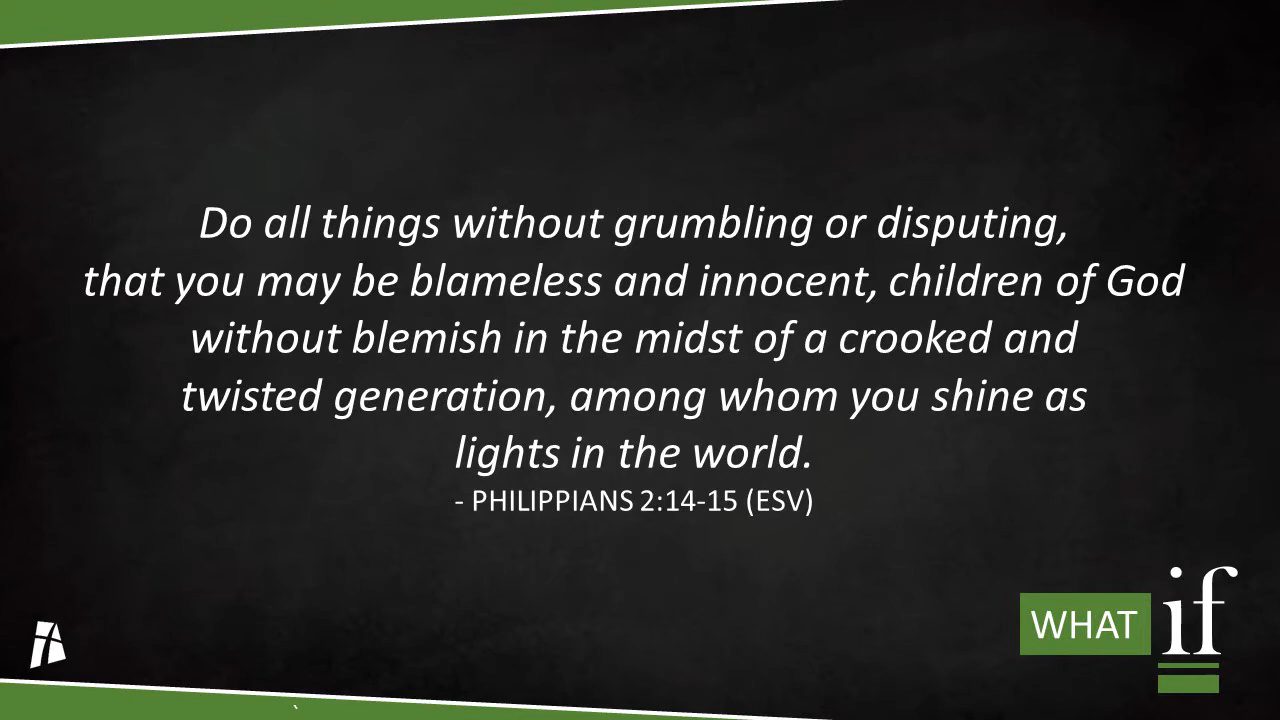 Do all things without grumbling or disputing,
that you may be blameless and innocent, children of God
without blemish in the midst of a crooked and
twisted generation, among whom you shine as
lights in the world.
- PHILIPPIANS 2:14-15 (ESV)
WHAT if
`